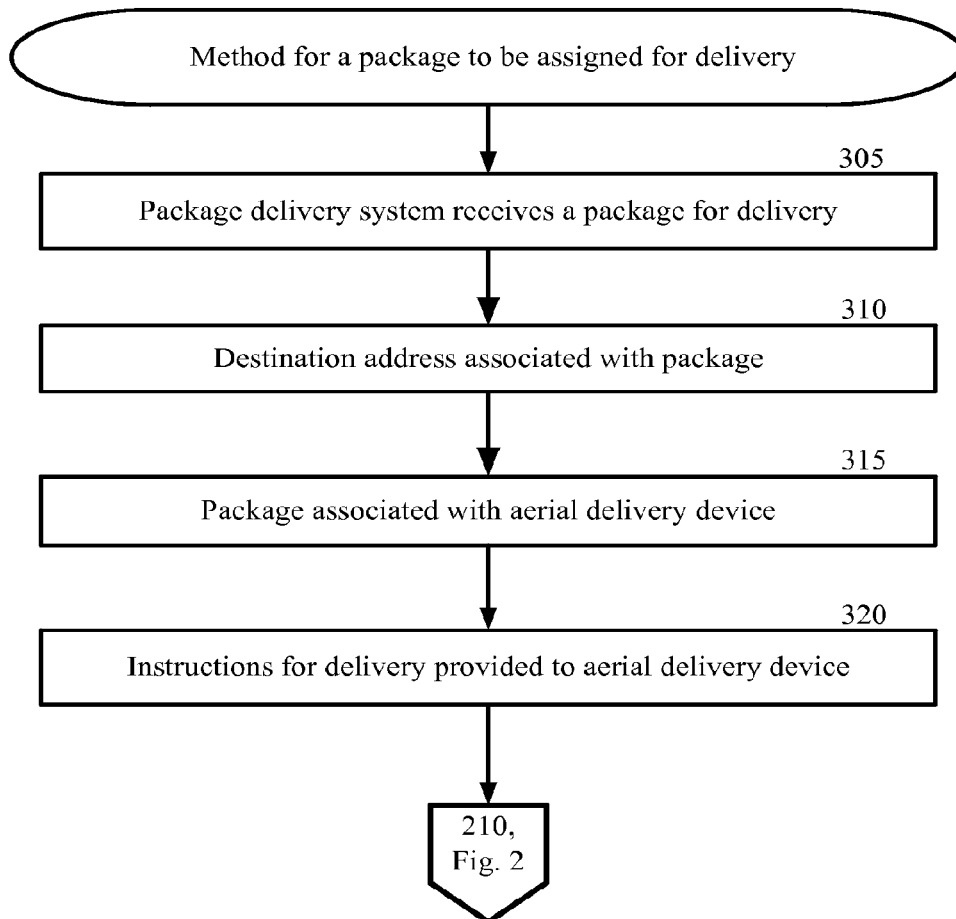 Method for a package to be assigned for delivery
305
Package delivery system receives a package for delivery
310
Destination address associated with package
315
Package associated with aerial delivery device
320
Instructions for delivery provided to aerial delivery device
210,
Fig. 2